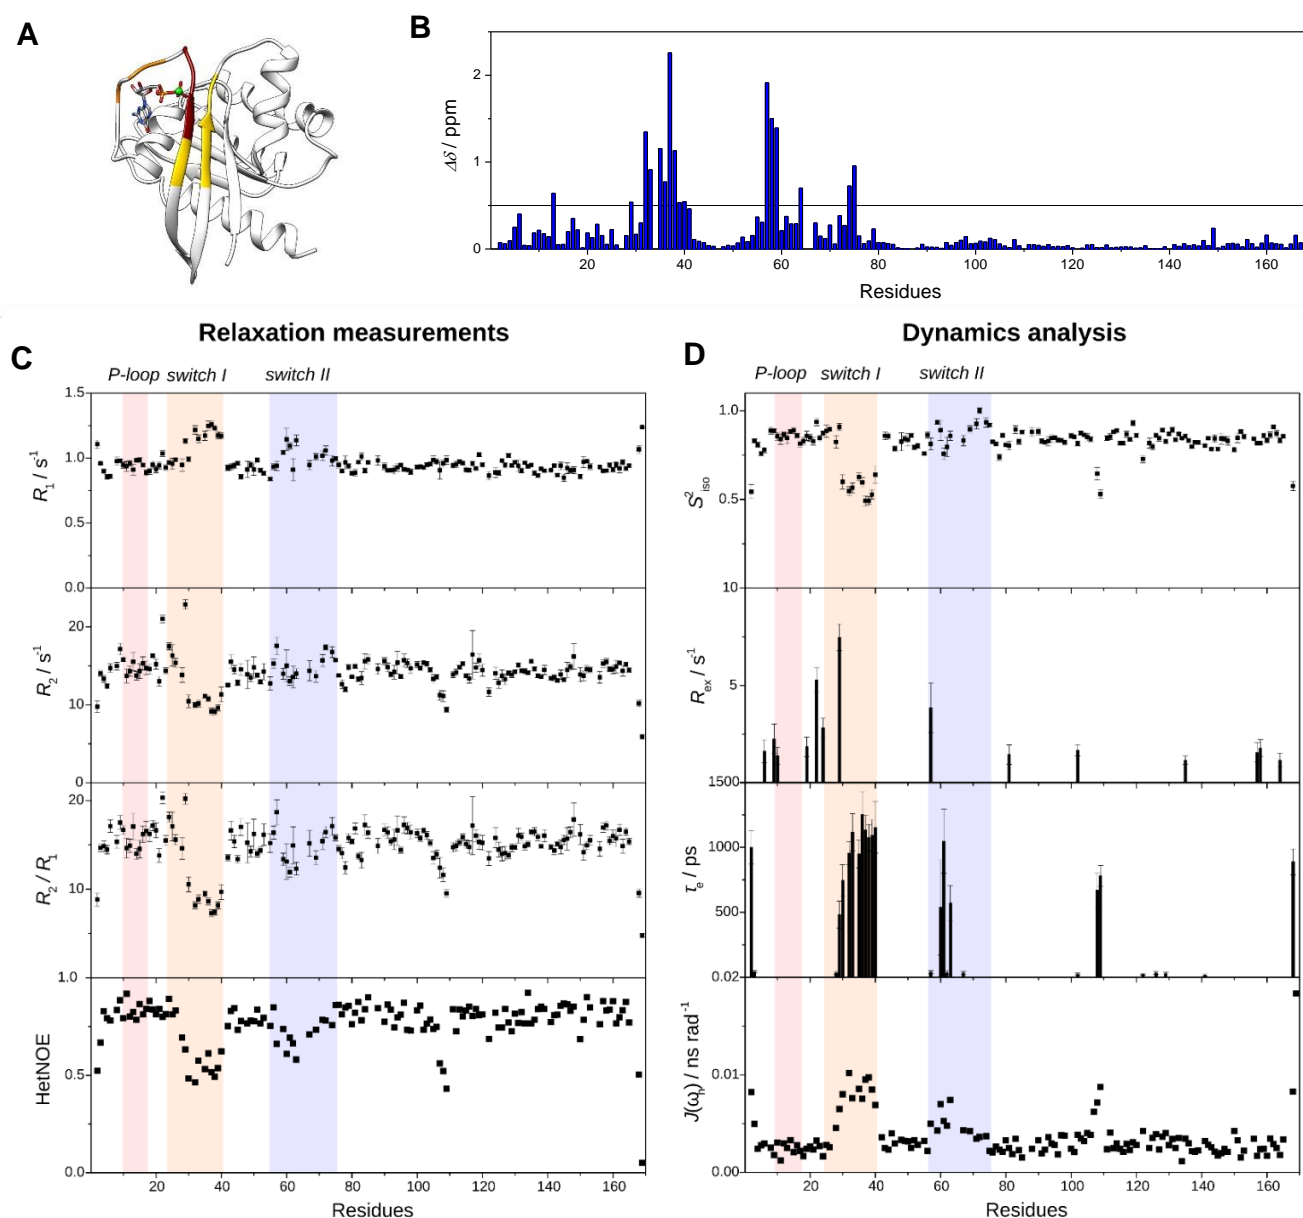 A
B
Δδ / ppm
2
1
0
20 40 60 80 100 120 140 160
Residues
Relaxation measurements
Dynamics analysis
C
P-loop switch I switch II
1.5
1.0
0.5
0.0
R1 / s-1
20
10
0
R2 / s-1
20
10
R2 / R1
1.0
0.5
0.0
HetNOE
20 40 60 80 100 120 140 160
Residues
D
P-loop switch I switch II
1.0
0.5
S2iso
10
5
Rex / s-1
1500
1000
500
τe / ps
0.02
0.01
0.00
J(ωh) / ns rad-1
20 40 60 80 100 120 140 160
Residues